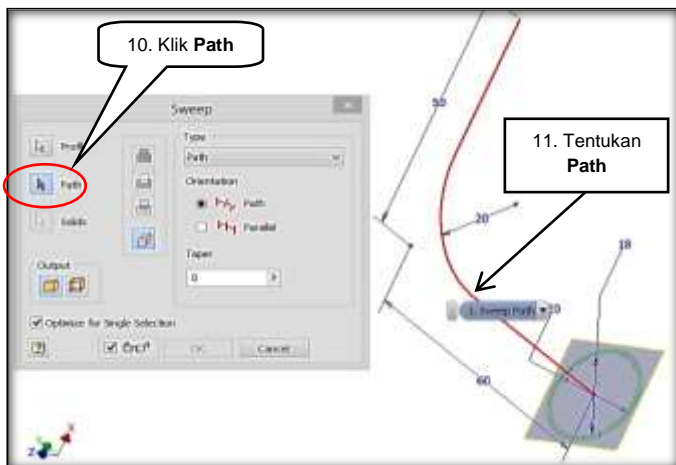 10. Klik Path
Sweep
Profile
Path
Solids
Type
Path
Orientation
Path
Parallel
Taper
0
Output
Optimize for Single Selection
OK
Cancel
50
11. Tentukan
Path
20
18
1. Sweep Path
60
Z
X